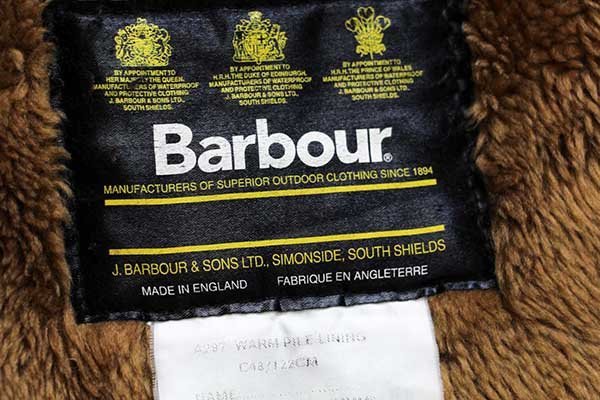 BY APPOINTMENT TO
HER MAJESTY THE QUEEN.
MANUFACTURERS OF WATERPROOF
AND PROTECTIVE CLOTHING
J. BARBOUR & SONS LTD.,
SOUTH SHIELDS.
BY APPOINTMENT TO
H.R.H. THE DUKE OF EDINBURGH.
MANUFACTURERS OF WATERPROOF
AND PROTECTIVE CLOTHING
J. BARBOUR & SONS LTD.,
SOUTH SHIELDS.
BY APPOINTMENT TO
H.R.H. THE PRINCE OF WALES
MANUFACTURERS OF WATERPROOF
AND PROTECTIVE CLOTHING
J. BARBOUR & SONS LTD.,
SOUTH SHIELDS.
Barbour®
MANUFACTURERS OF SUPERIOR OUTDOOR CLOTHING SINCE 1894
J. BARBOUR & SONS LTD., SIMONSIDE, SOUTH SHIELDS
MADE IN ENGLAND FABRIQUE EN ANGLETERRE
A297 WARM PILE LINING
C48/122CM
NAME